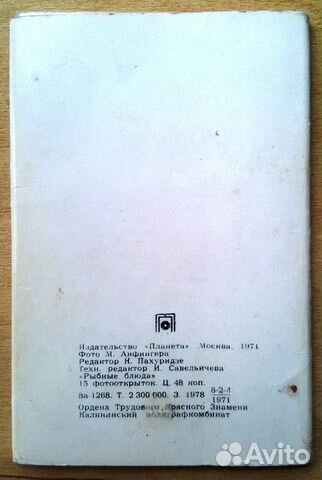 Издательство «Планета» Москва, 1971
Фото М. Анфингера
Редактор Н. Пахуридзе
Техн. редактор И. Савельичева
«Рыбные блюда»
15 фотооткрыток. Ц. 48 коп.
за 1268. Т. 2 300 000. З. 1978 8-2-4/1971
Ордена Трудового Красного Знамени
Калининский полиграфкомбинат
Avito